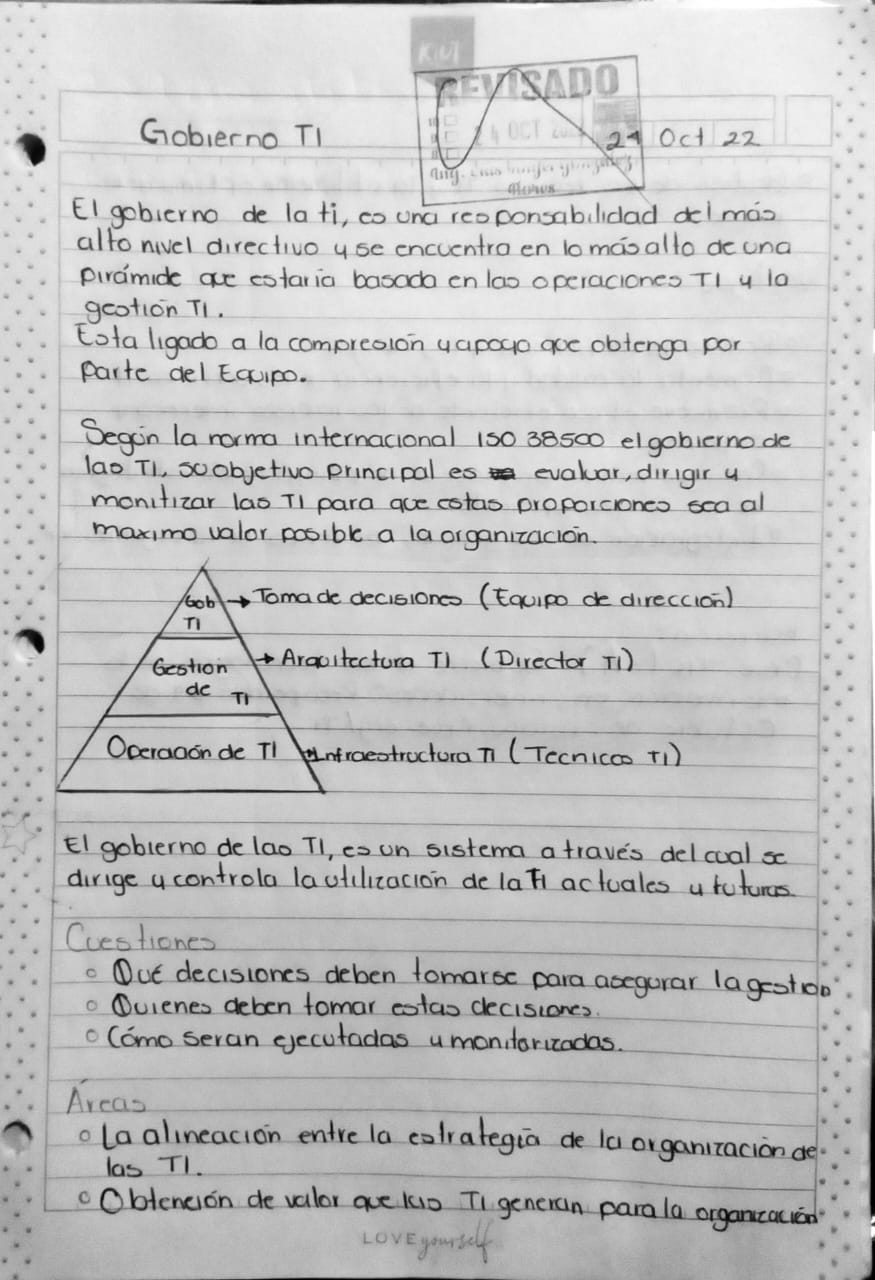 KIUT
REVISADO
24 OCT
Gobierno TI
24 Oct 22
El gobierno de la ti, es una responsabilidad del más
alto nivel directivo y se encuentra en lo más alto de una
pirámide que estaría basada en las operaciones TI y la
gestión TI.
Esta ligado a la compresión y apoyo que obtenga por
parte del Equipo.
Según la norma internacional ISO 38500 el gobierno de
las TI, su objetivo principal es evaluar, dirigir y
monitizar las TI para que estas proporciones sea al
maximo valor posible a la organización.
Gob TI → Toma de decisiones (Equipo de dirección)
Gestion de TI → Arquitectura TI (Director TI)
Operación de TI → Infraestructura TI (Tecnicos TI)
El gobierno de las TI, es un sistema a través del cual se
dirige y controla la utilización de la TI actuales y futuras.
Cuestiones
○ Qué decisiones deben tomarse para asegurar la gestion
○ Quienes deben tomar estas decisiones.
○ Cómo seran ejecutadas y monitorizadas.
Áreas
○ La alineación entre la estrategia de la organización de
las TI.
○ Obtención de valor que las TI generan para la organización
LOVE yourself